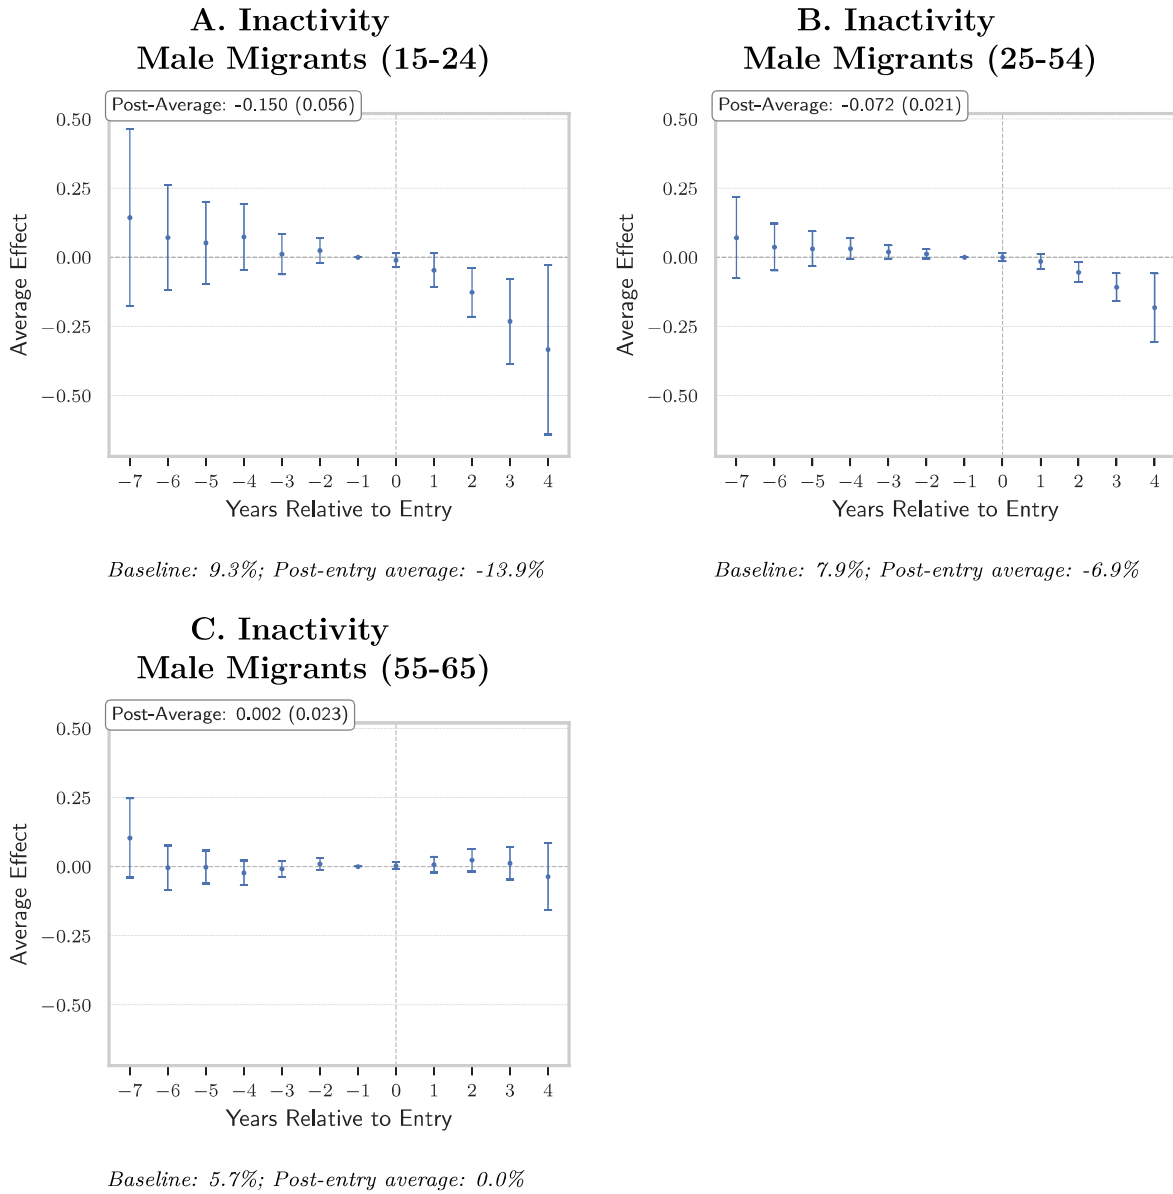 A. Inactivity
Male Migrants (15-24)
Post-Average: -0.150 (0.056)
0.50
0.25
0.00
−0.25
−0.50
Average Effect
−7 −6 −5 −4 −3 −2 −1 0 1 2 3 4
Years Relative to Entry
Baseline: 9.3%; Post-entry average: -13.9%
B. Inactivity
Male Migrants (25-54)
Post-Average: -0.072 (0.021)
0.50
0.25
0.00
−0.25
−0.50
Average Effect
−7 −6 −5 −4 −3 −2 −1 0 1 2 3 4
Years Relative to Entry
Baseline: 7.9%; Post-entry average: -6.9%
C. Inactivity
Male Migrants (55-65)
Post-Average: 0.002 (0.023)
0.50
0.25
0.00
−0.25
−0.50
Average Effect
−7 −6 −5 −4 −3 −2 −1 0 1 2 3 4
Years Relative to Entry
Baseline: 5.7%; Post-entry average: 0.0%